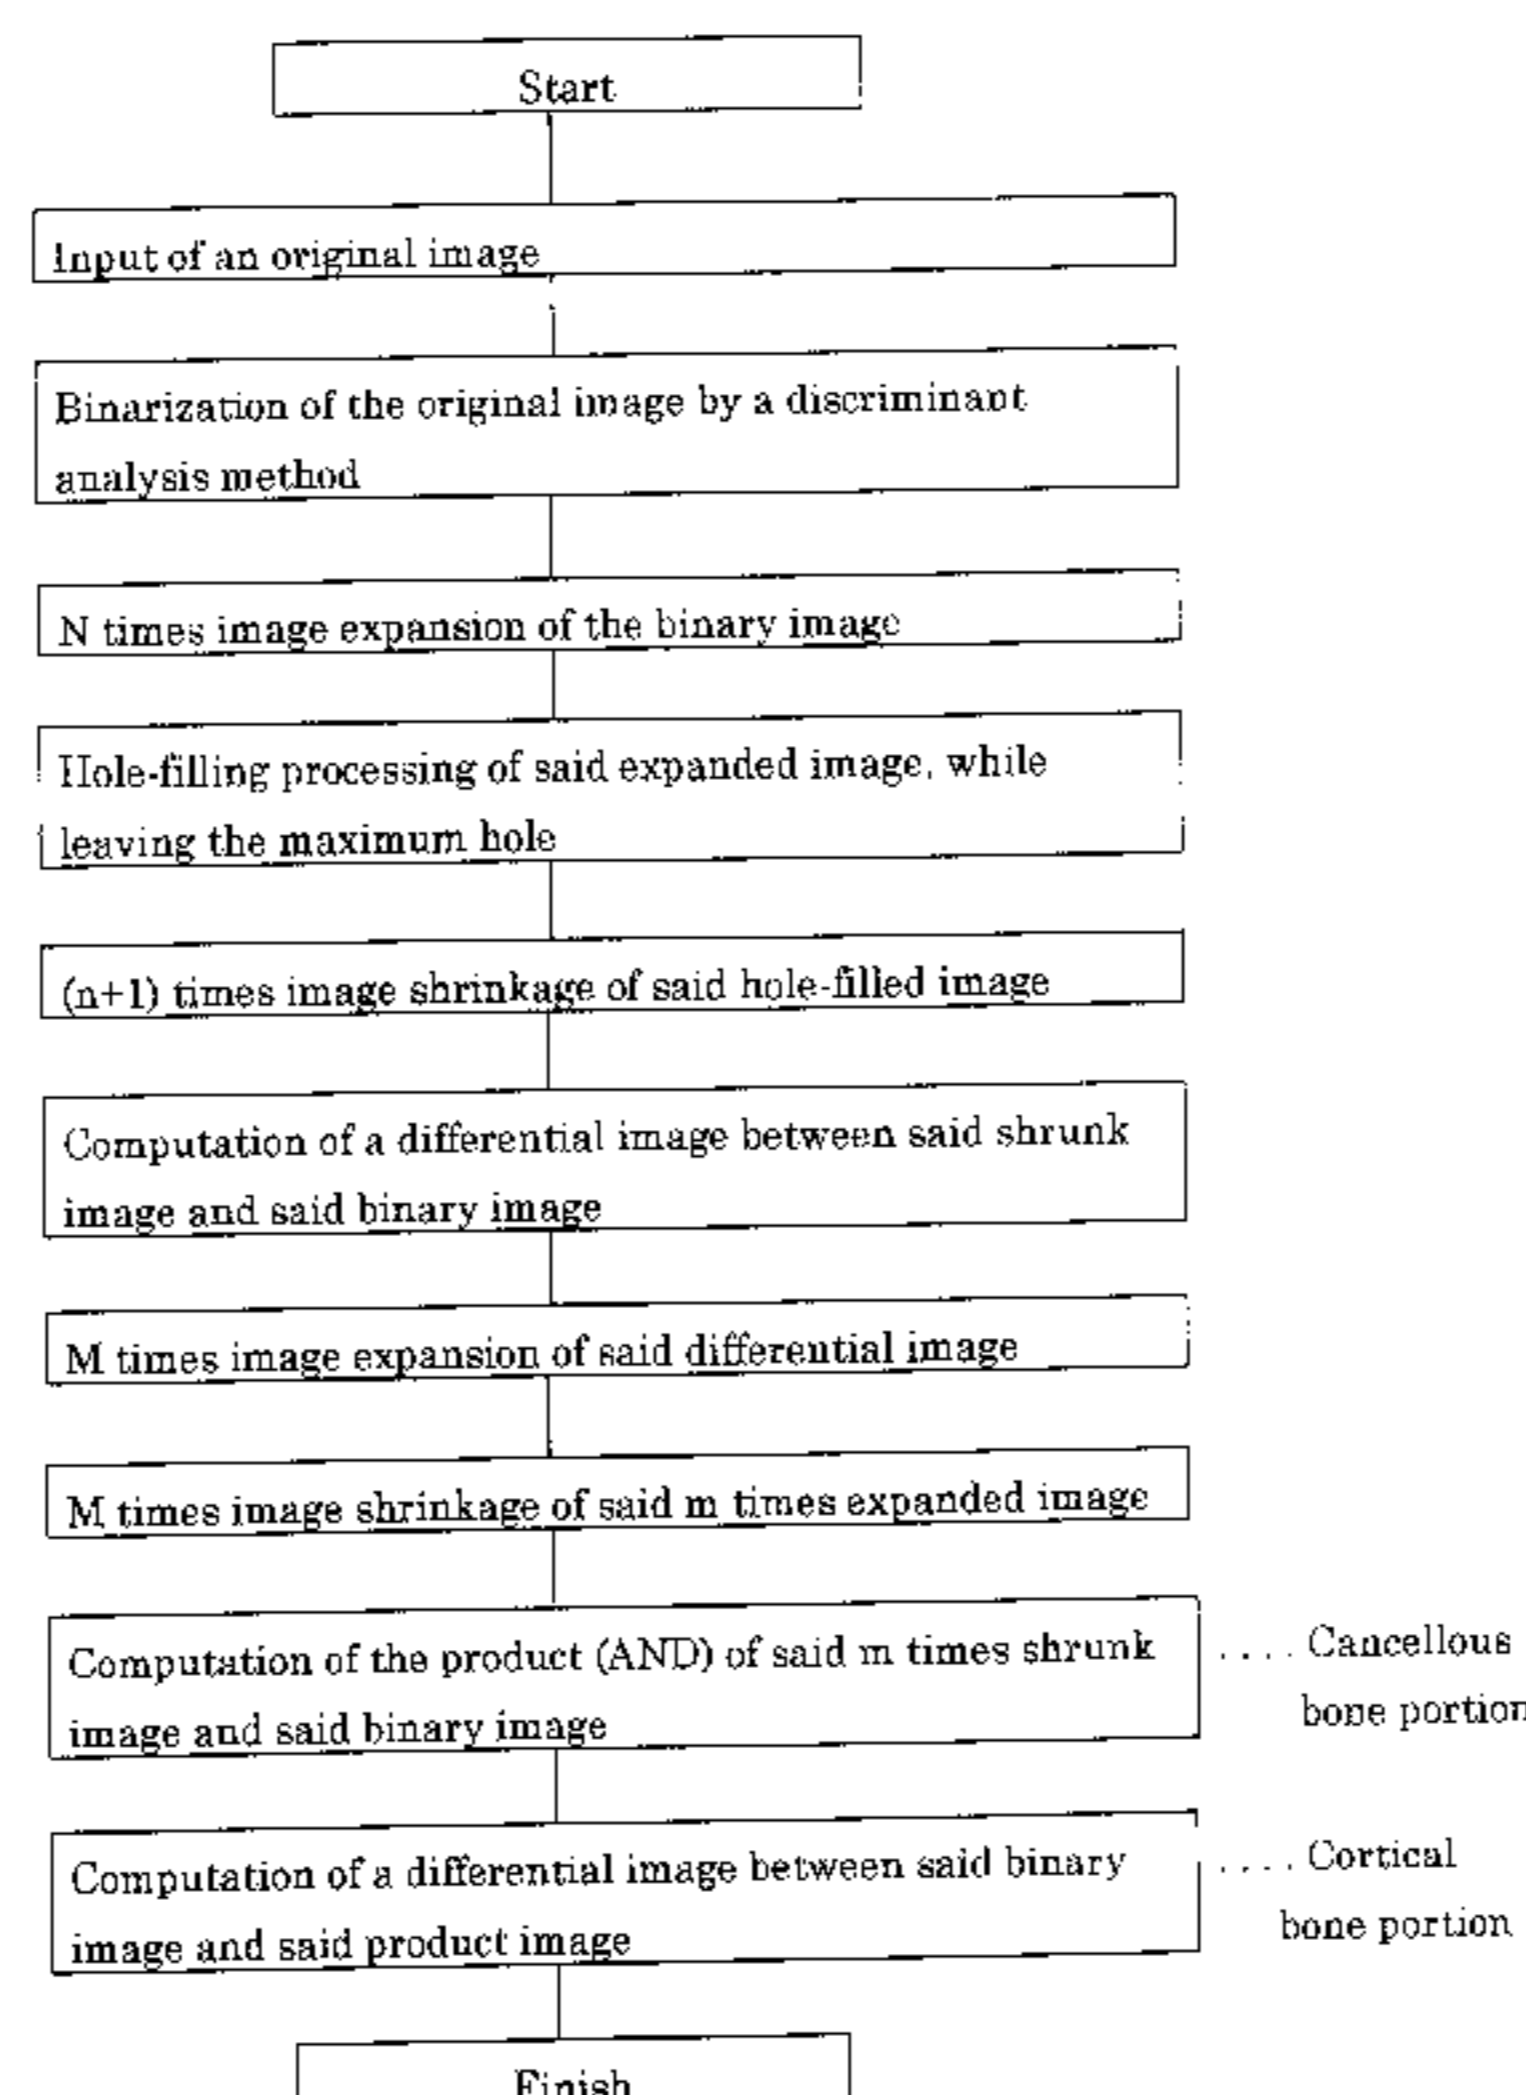 Start
Input of an original image
Binarization of the original image by a discriminant
analysis method
N times image expansion of the binary image
Hole-filling processing of said expanded image, while
leaving the maximum hole
(n+1) times image shrinkage of said hole-filled image
Computation of a differential image between said shrunk
image and said binary image
M times image expansion of said differential image
M times image shrinkage of said m times expanded image
Computation of the product (AND) of said m times shrunk
image and said binary image
.... Cancellous
bone portion
Computation of a differential image between said binary
image and said product image
.... Cortical
bone portion
Finish